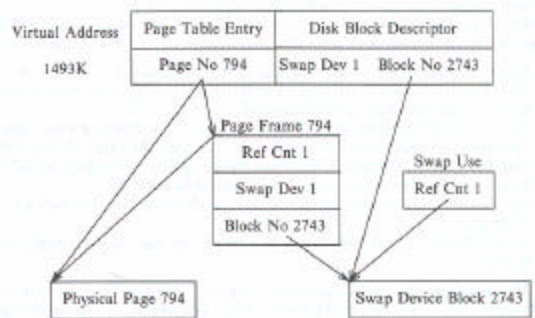 Virtual Address
1493K
Page Table Entry
Disk Block Descriptor
Page No 794
Swap Dev 1 Block No 2743
Page Frame 794
Ref Cnt 1
Swap Dev 1
Block No 2743
Swap Use
Ref Cnt 1
Physical Page 794
Swap Device Block 2743